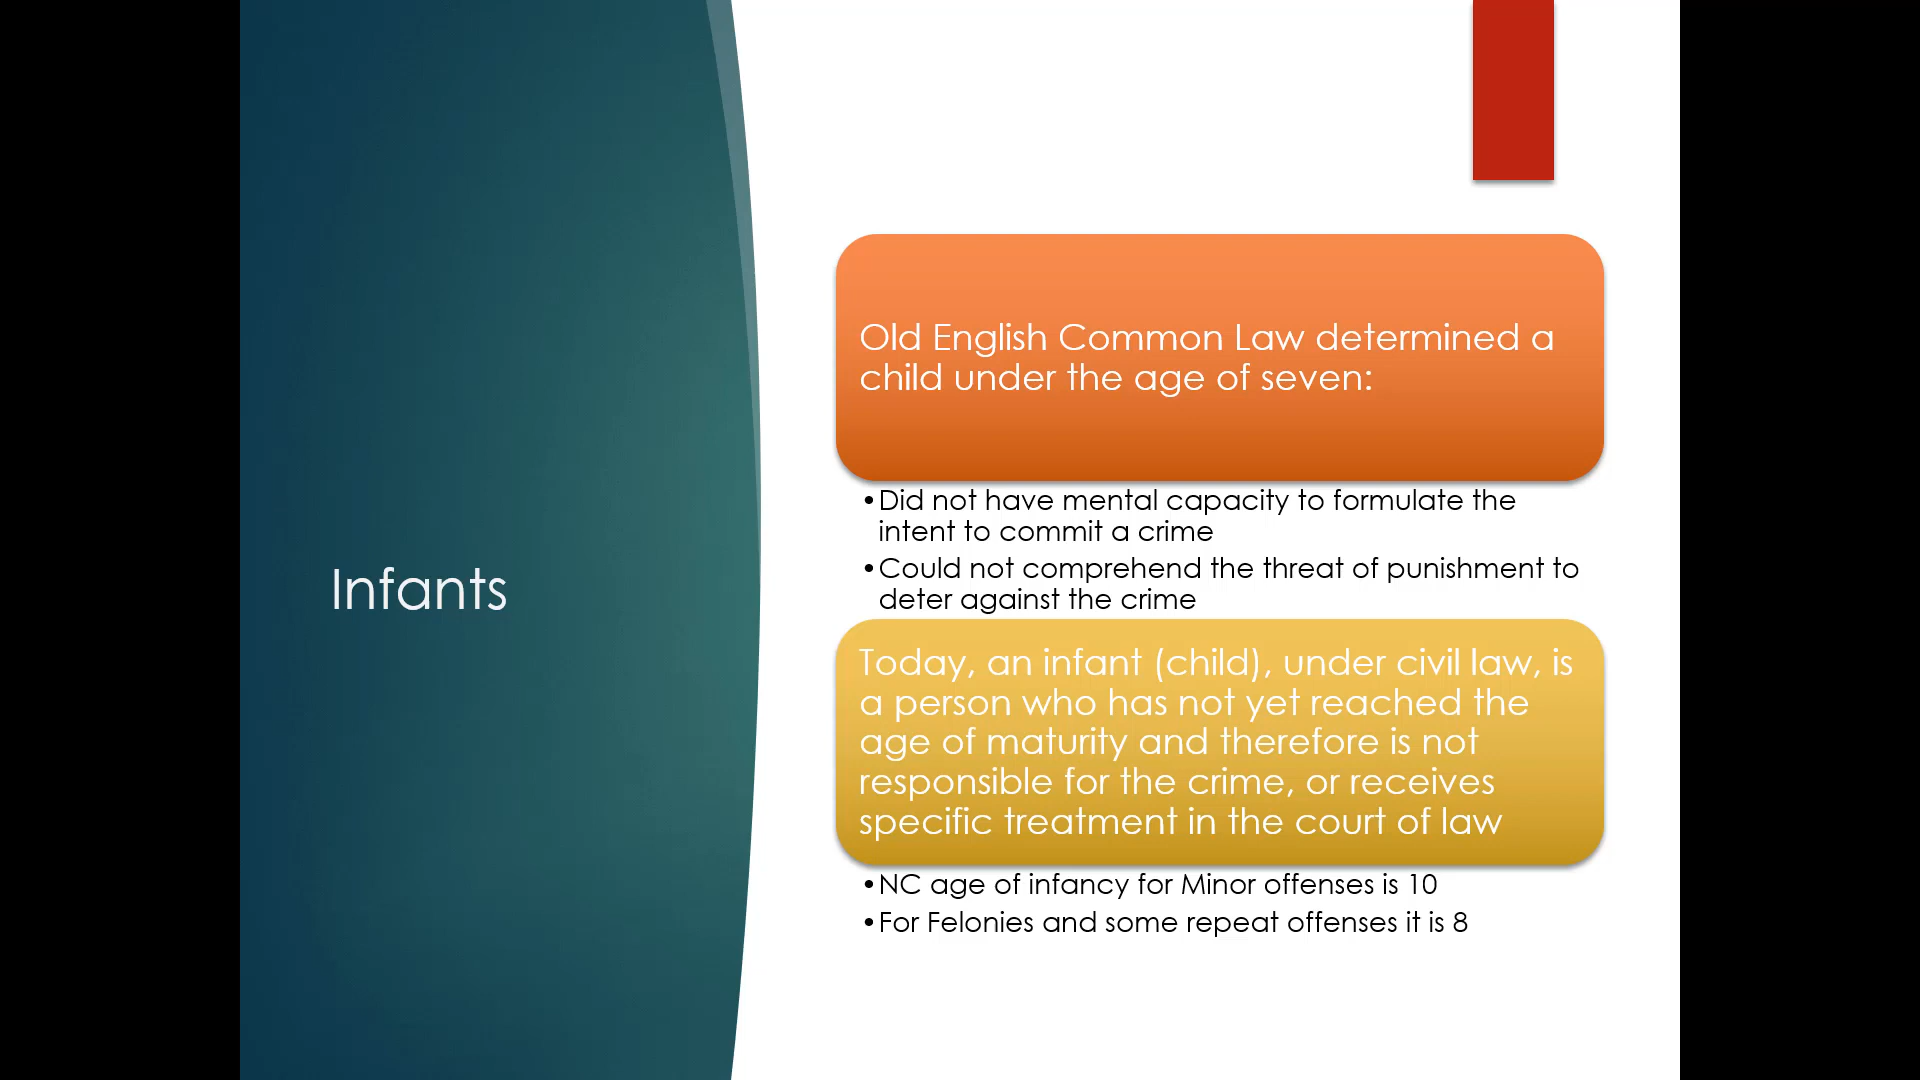 Infants
Old English Common Law determined a
child under the age of seven:
•Did not have mental capacity to formulate the
intent to commit a crime
•Could not comprehend the threat of punishment to
deter against the crime
Today, an infant (child), under civil law, is
a person who has not yet reached the
age of maturity and therefore is not
responsible for the crime, or receives
specific treatment in the court of law
•NC age of infancy for Minor offenses is 10
•For Felonies and some repeat offenses it is 8